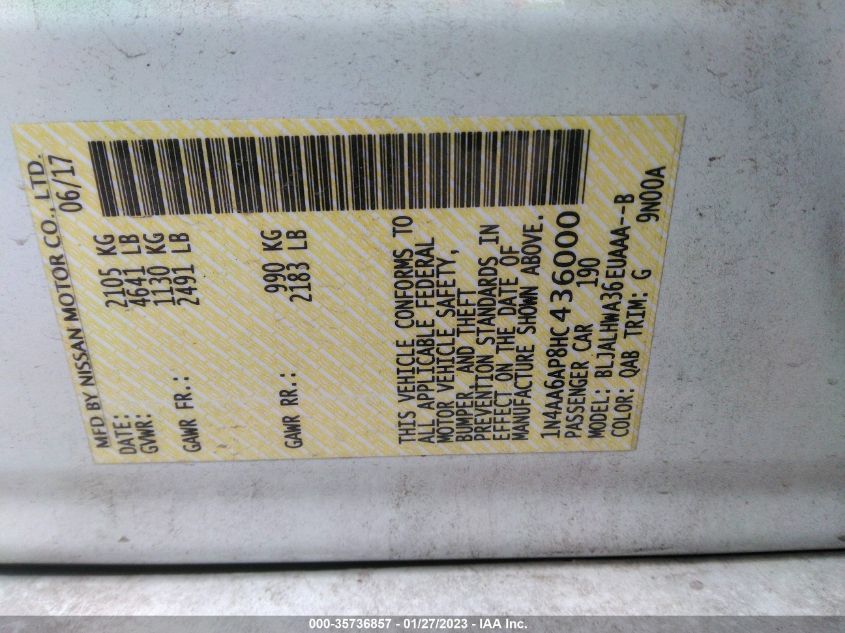 MFD BY NISSAN MOTOR CO., LTD.
DATE: 06/17
GVWR: 2105 KG
4641 LB
GAWR FR.: 1130 KG
2491 LB
GAWR RR.: 990 KG
2183 LB
THIS VEHICLE CONFORMS TO
ALL APPLICABLE FEDERAL
MOTOR VEHICLE SAFETY,
BUMPER, AND THEFT
PREVENTION STANDARDS IN
EFFECT ON THE DATE OF
MANUFACTURE SHOWN ABOVE.
1N4AA6AP8HC436000
PASSENGER CAR 190
MODEL: BLJALHWA36EUAAA--B
COLOR: QAB TRIM: G 9N00A
000-35736857 - 01/27/2023 - IAA Inc.